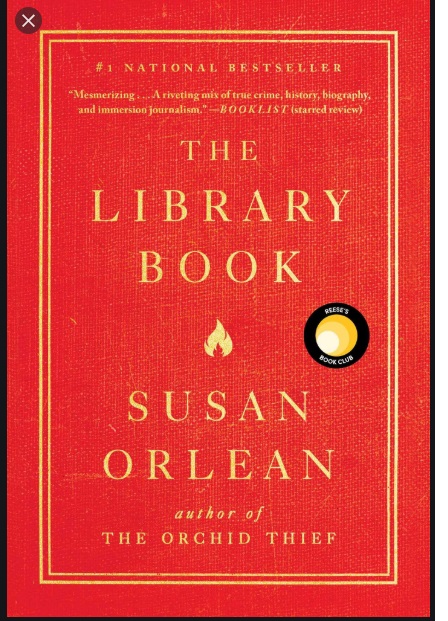 #1 NATIONAL BESTSELLER
“Mesmerizing . . . A riveting mix of true crime, history, biography,
and immersion journalism.” —BOOKLIST (starred review)
THE
LIBRARY
BOOK
REESE'S
BOOK CLUB
SUSAN
ORLEAN
author of
THE ORCHID THIEF